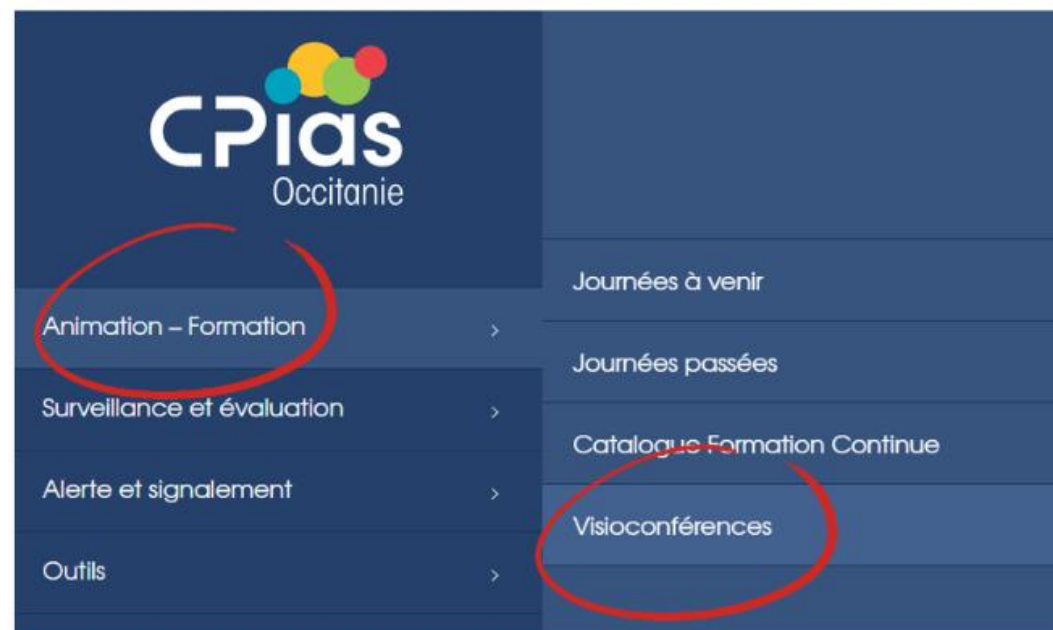 CPias
Occitanie
Animation – Formation
Surveillance et évaluation
Alerte et signalement
Outils
Journées à venir
Journées passées
Catalogue Formation Continue
Visioconférences